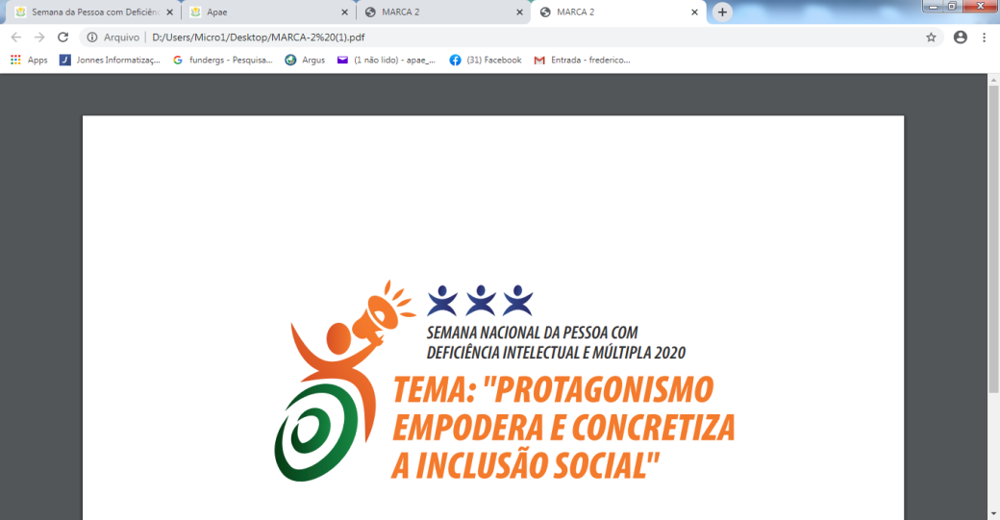 Semana da Pessoa com Deficiên
Apae
MARCA 2
MARCA 2
Arquivo | D:/Users/Micro1/Desktop/MARCA-2%20(1).pdf
Apps
Jonnes Informatizaç...
fundergs - Pesquisa...
Argus
(1 não lido) - apae_...
(31) Facebook
Entrada - frederico...
SEMANA NACIONAL DA PESSOA COM
DEFICIÊNCIA INTELECTUAL E MÚLTIPLA 2020
TEMA: "PROTAGONISMO
EMPODERA E CONCRETIZA
A INCLUSÃO SOCIAL"